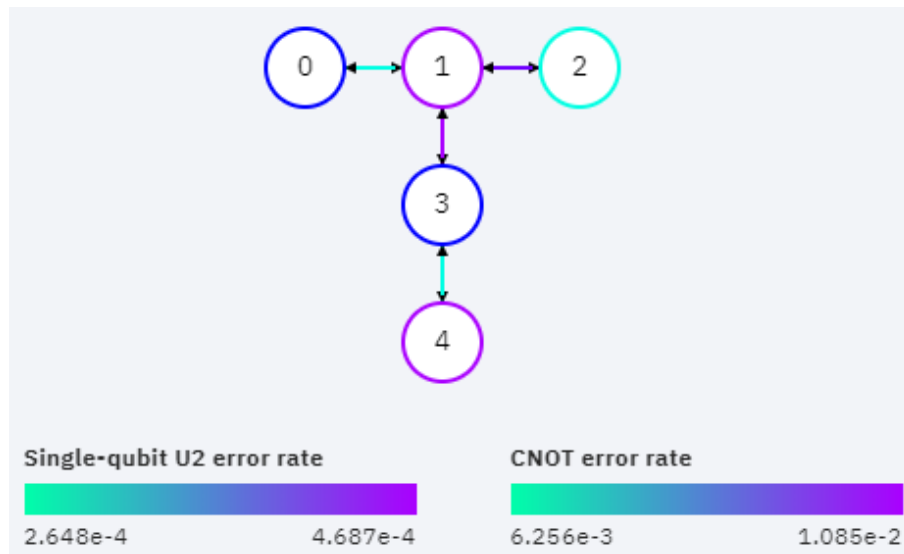 0 1 2
3
4
Single-qubit U2 error rate
2.648e-4 4.687e-4
CNOT error rate
6.256e-3 1.085e-2